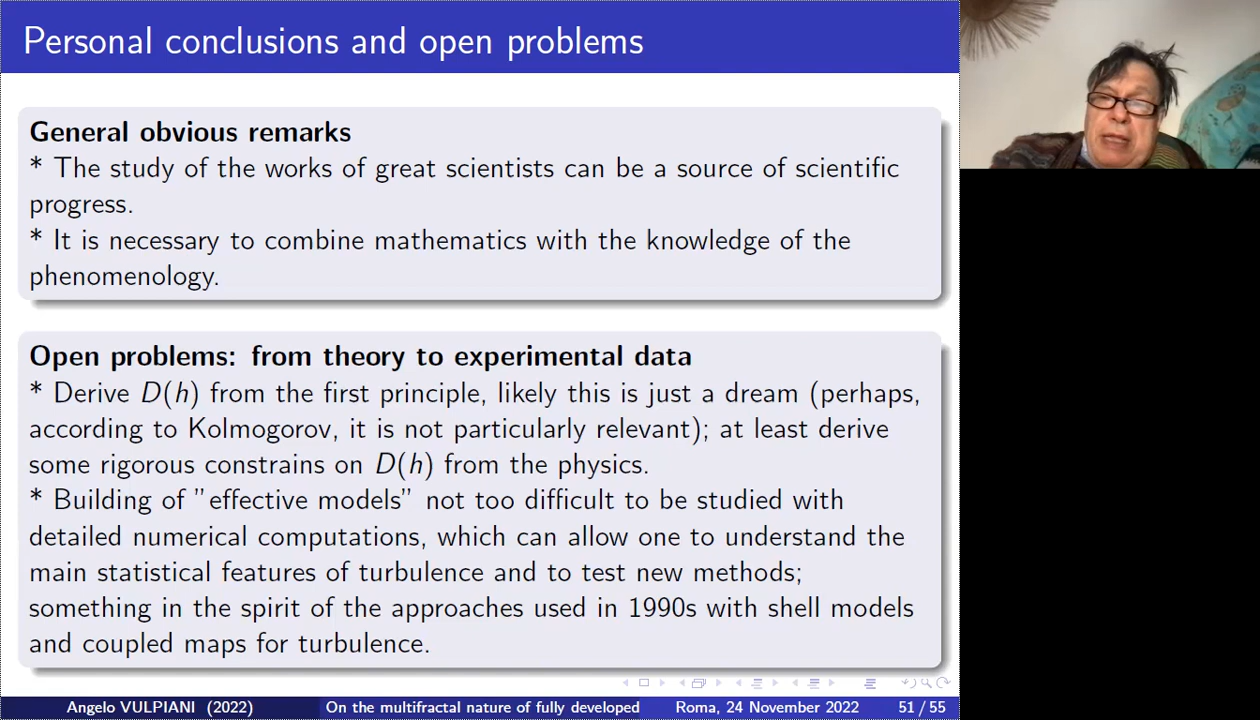 Personal conclusions and open problems
General obvious remarks
* The study of the works of great scientists can be a source of scientific
progress.
* It is necessary to combine mathematics with the knowledge of the
phenomenology.
Open problems: from theory to experimental data
* Derive D(h) from the first principle, likely this is just a dream (perhaps,
according to Kolmogorov, it is not particularly relevant); at least derive
some rigorous constrains on D(h) from the physics.
* Building of "effective models" not too difficult to be studied with
detailed numerical computations, which can allow one to understand the
main statistical features of turbulence and to test new methods;
something in the spirit of the approaches used in 1990s with shell models
and coupled maps for turbulence.
Angelo VULPIANI (2022) On the multifractal nature of fully developed Roma, 24 November 2022 51 / 55